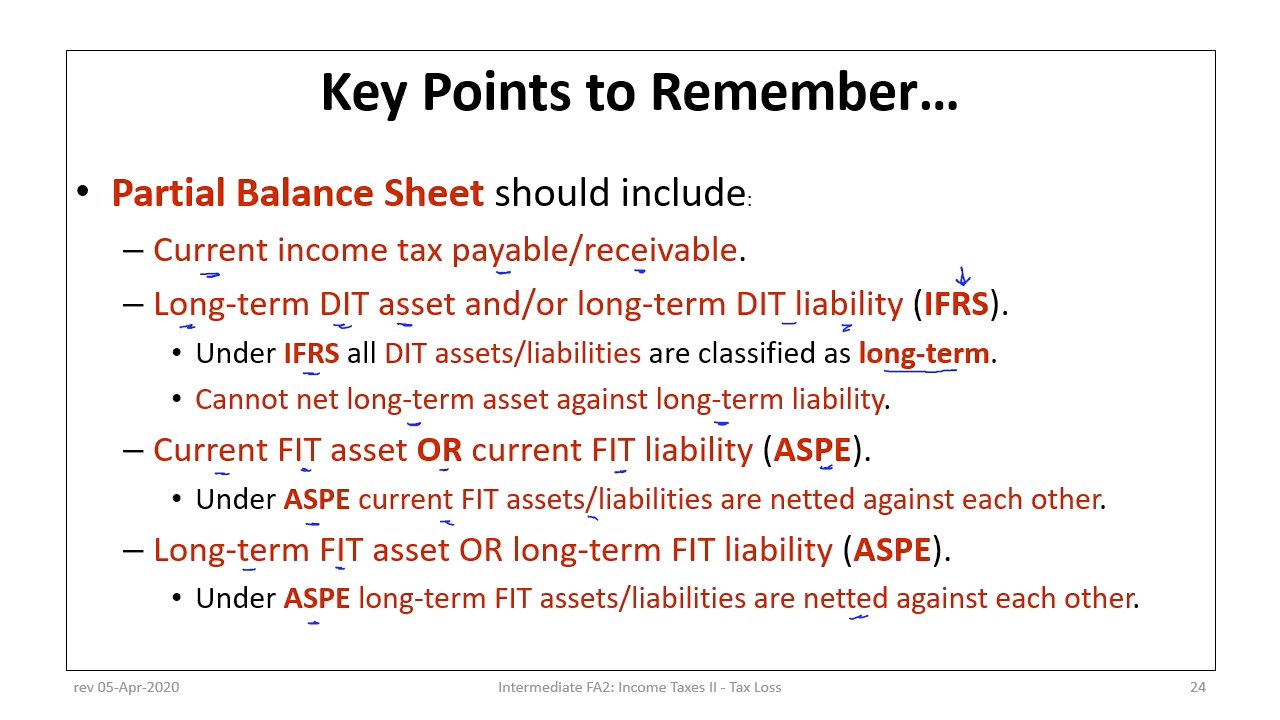 Key Points to Remember…
• Partial Balance Sheet should include:
– Current income tax payable/receivable.
– Long-term DIT asset and/or long-term DIT liability (IFRS).
• Under IFRS all DIT assets/liabilities are classified as long-term.
• Cannot net long-term asset against long-term liability.
– Current FIT asset OR current FIT liability (ASPE).
• Under ASPE current FIT assets/liabilities are netted against each other.
– Long-term FIT asset OR long-term FIT liability (ASPE).
• Under ASPE long-term FIT assets/liabilities are netted against each other.
rev 05-Apr-2020 Intermediate FA2: Income Taxes II - Tax Loss 24